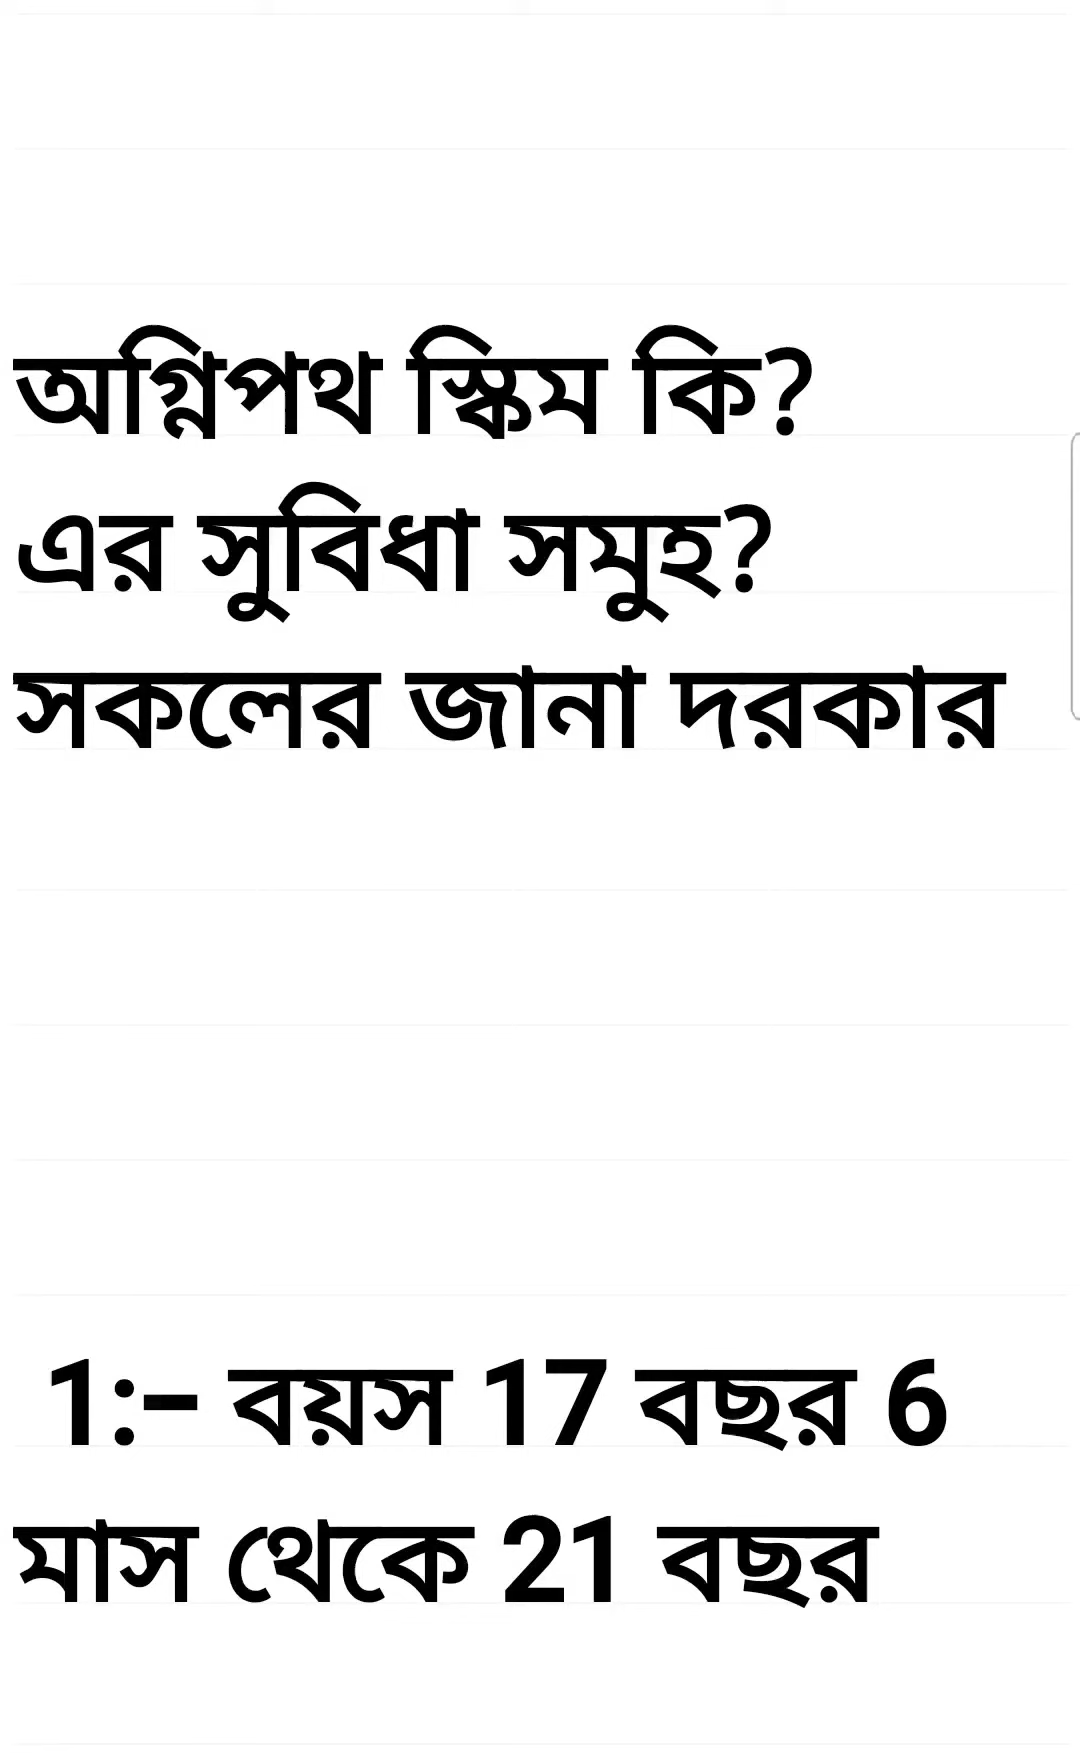 অগ্নিপথ স্কিম কি?
এর সুবিধা সমুহ?
সকলের জানা দরকার
1:- বয়স 17 বছর 6
মাস থেকে 21 বছর